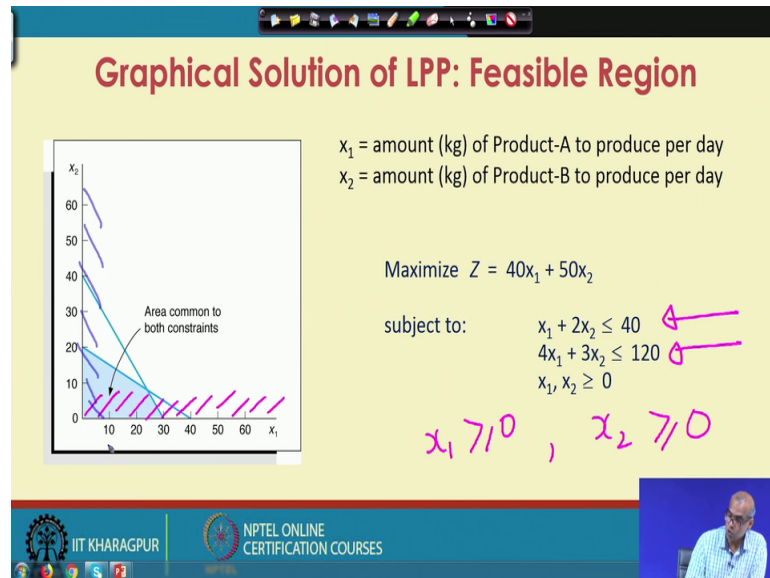 Graphical Solution of LPP: Feasible Region
x₁ = amount (kg) of Product-A to produce per day
x₂ = amount (kg) of Product-B to produce per day
Maximize Z = 40x₁ + 50x₂
subject to: x₁ + 2x₂ ≤ 40
4x₁ + 3x₂ ≤ 120
x₁, x₂ ≥ 0
x₁ ≥ 0 , x₂ ≥ 0
x₂
60
50
40
30
20
10
0
Area common to
both constraints
10 20 30 40 50 60 x₁
IIT KHARAGPUR
NPTEL ONLINE
CERTIFICATION COURSES
NPTEL